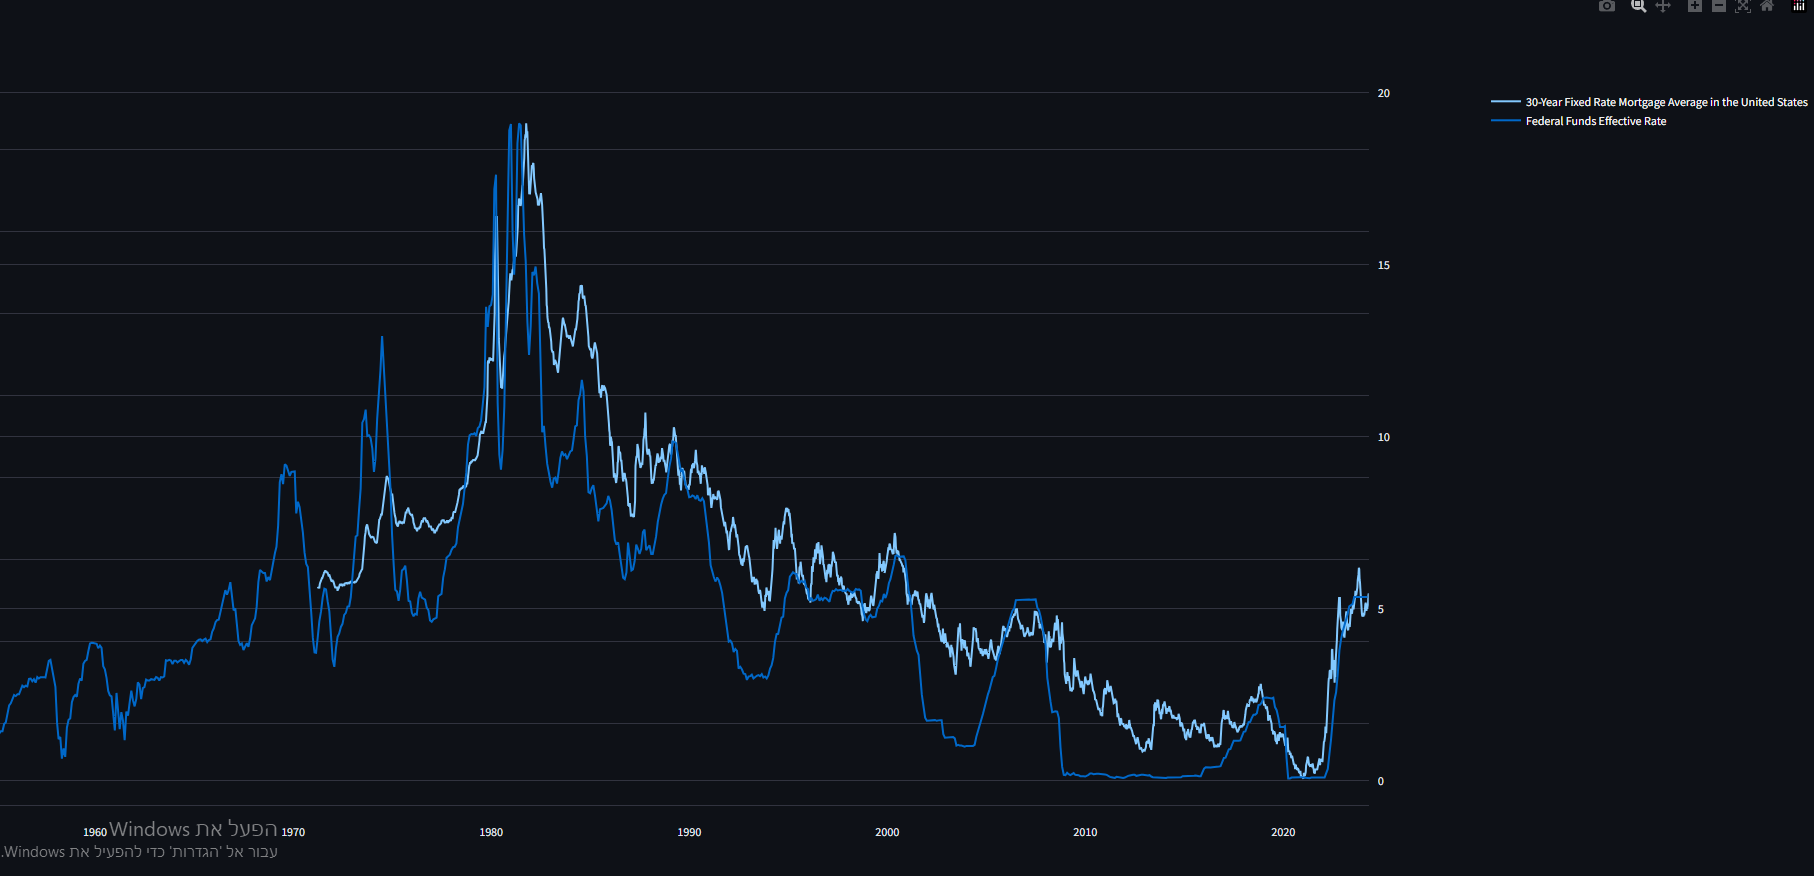 20
30-Year Fixed Rate Mortgage Average in the United States
Federal Funds Effective Rate
15
10
5
0
1960 1970 1980 1990 2000 2010 2020
הפעל את Windows
עבור אל 'הגדרות' כדי להפעיל את Windows.